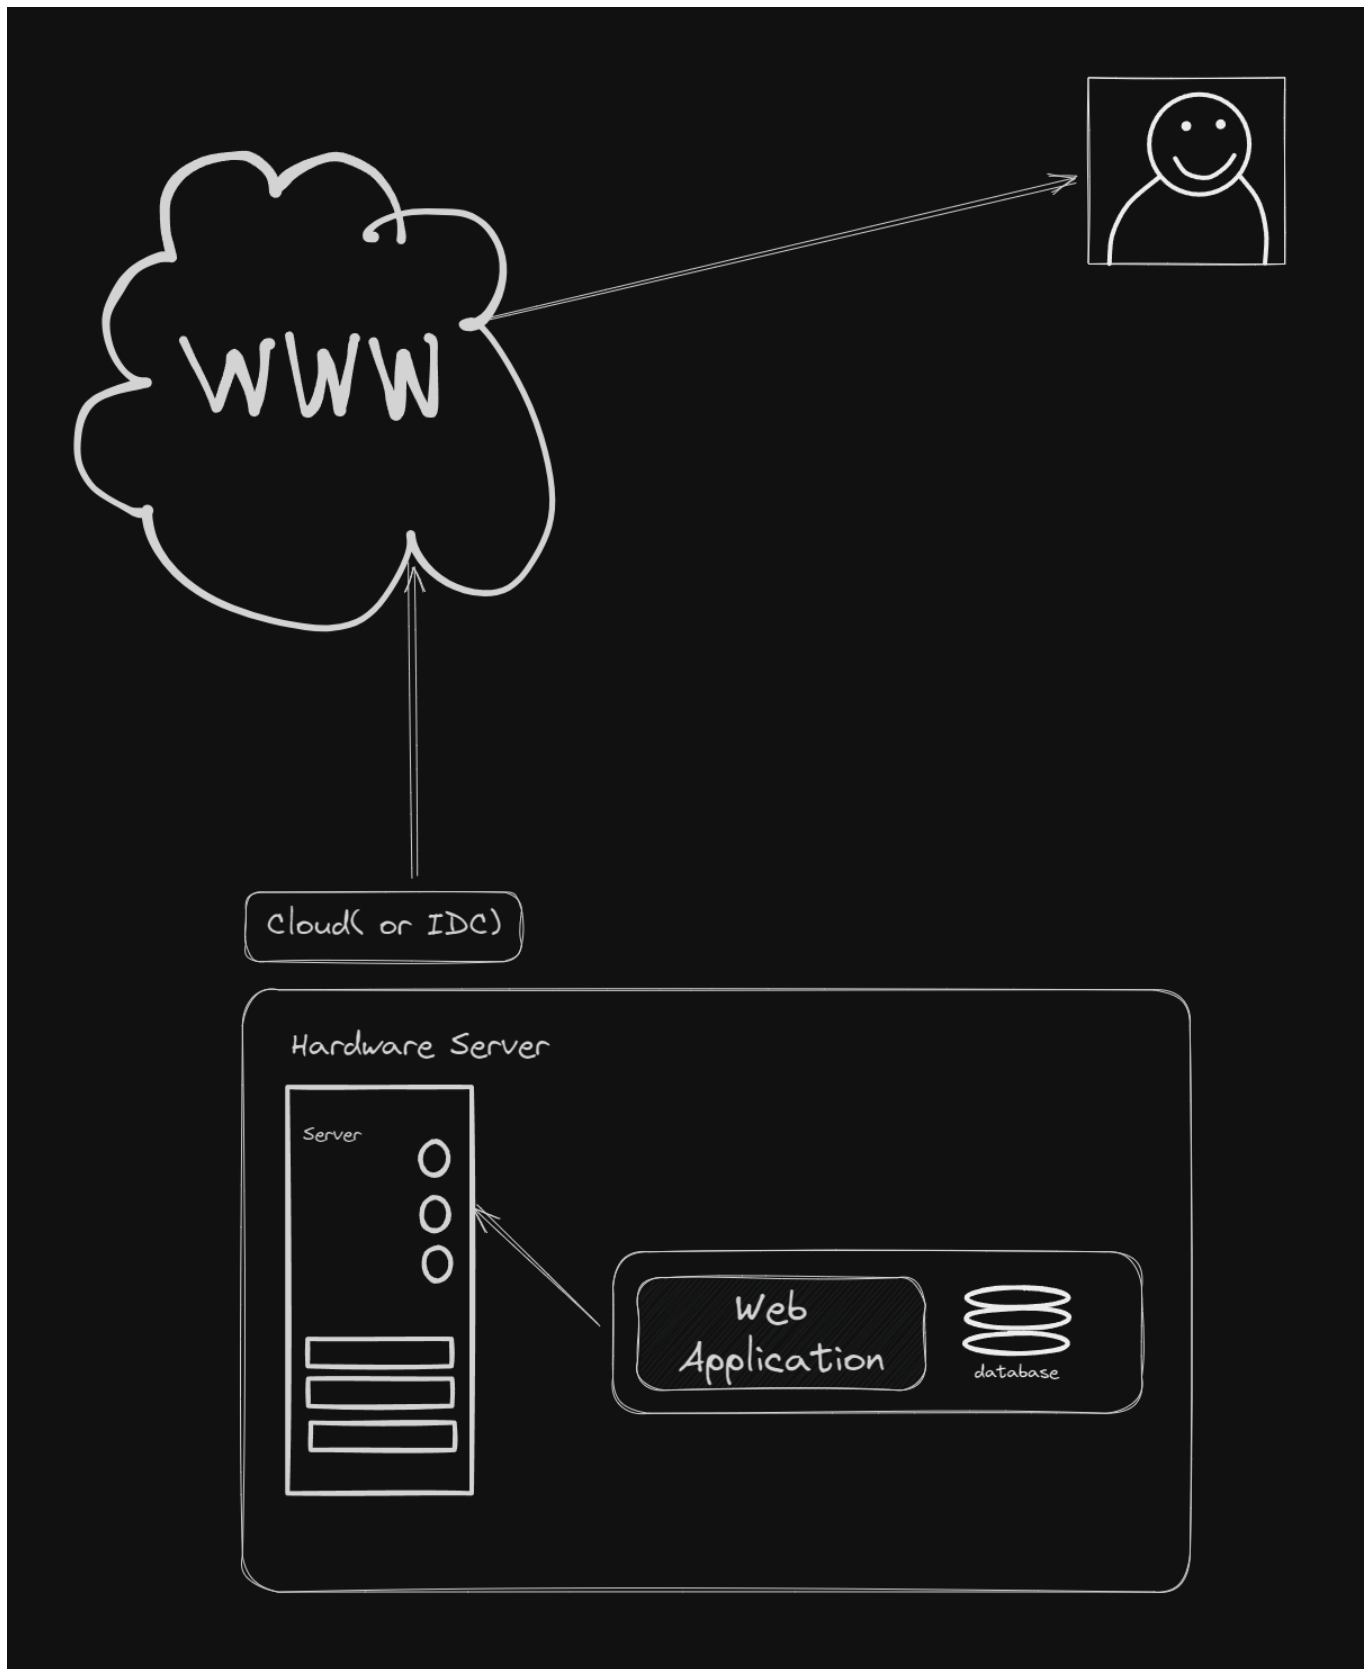 WWW
Cloud( or IDC)
Hardware Server
Server
Web
Application
database